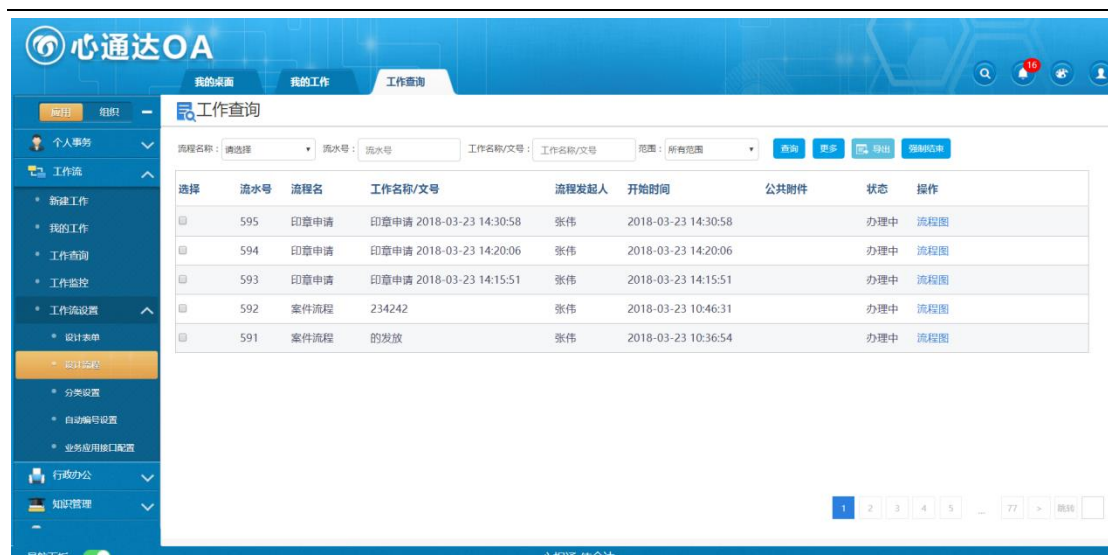 心通达OA
我的桌面 我的工作 工作查询
16
应用 组织
工作查询
个人事务
工作流
新建工作
我的工作
工作查询
工作监控
工作流设置
设计表单
设计流程
分类设置
自动编号设置
业务应用接口配置
行政办公
知识管理
流程名称: 请选择 流水号: 流水号 工作名称/文号: 工作名称/文号 范围: 所有范围 查询 更多 导出 强制结束
选择 流水号 流程名 工作名称/文号 流程发起人 开始时间 公共附件 状态 操作
595 印章申请 印章申请 2018-03-23 14:30:58 张伟 2018-03-23 14:30:58 办理中 流程图
594 印章申请 印章申请 2018-03-23 14:20:06 张伟 2018-03-23 14:20:06 办理中 流程图
593 印章申请 印章申请 2018-03-23 14:15:51 张伟 2018-03-23 14:15:51 办理中 流程图
592 案件流程 234242 张伟 2018-03-23 10:46:31 办理中 流程图
591 案件流程 的发放 张伟 2018-03-23 10:36:54 办理中 流程图
1 2 3 4 5 ... 77 > 跳转